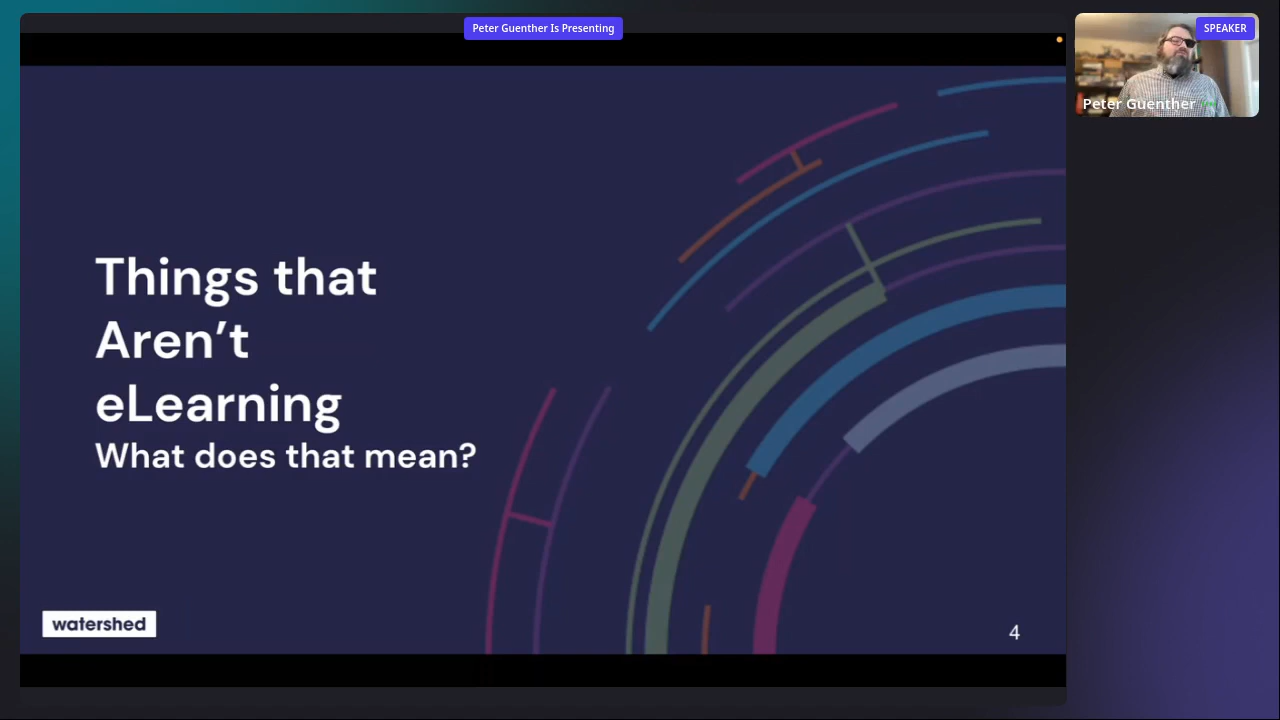 Peter Guenther Is Presenting
SPEAKER
Peter Guenther
Things that
Aren’t
eLearning
What does that mean?
watershed
4